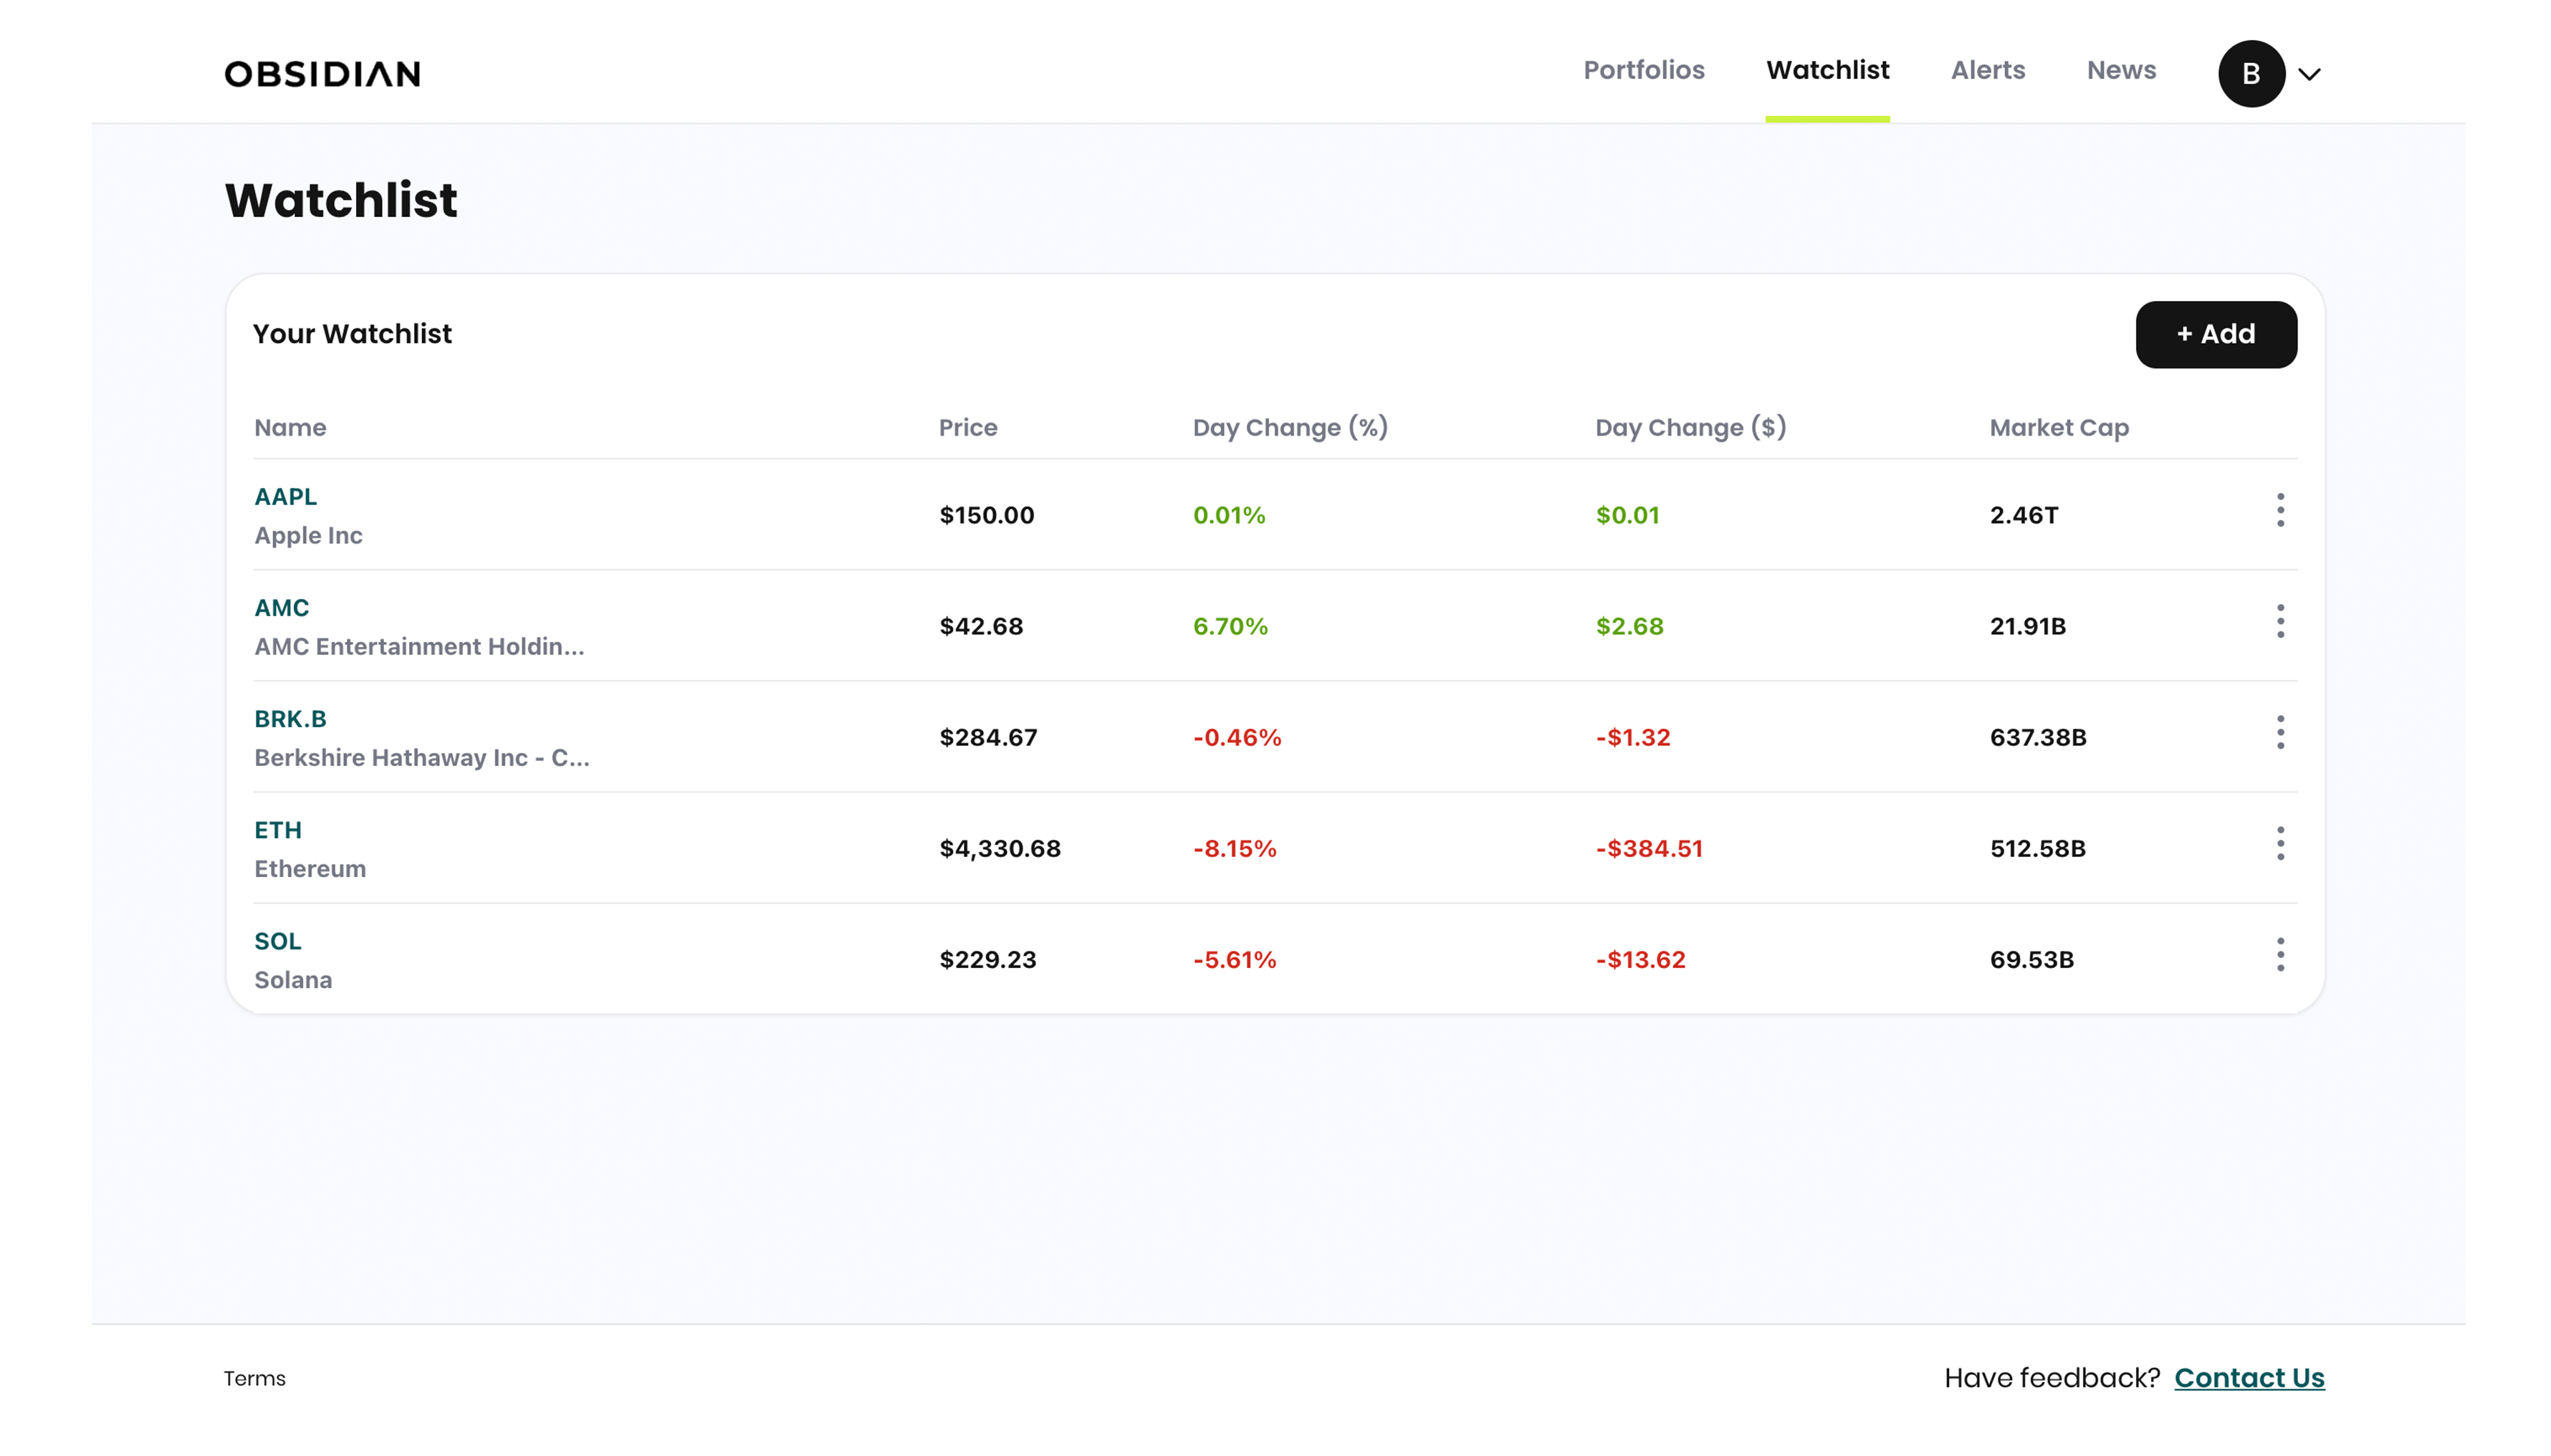 OBSIDIAN
Portfolios Watchlist Alerts News B
Watchlist
Your Watchlist + Add
Name Price Day Change (%) Day Change ($) Market Cap
AAPL
Apple Inc
$150.00 0.01% $0.01 2.46T
AMC
AMC Entertainment Holdin...
$42.68 6.70% $2.68 21.91B
BRK.B
Berkshire Hathaway Inc - C...
$284.67 -0.46% -$1.32 637.38B
ETH
Ethereum
$4,330.68 -8.15% -$384.51 512.58B
SOL
Solana
$229.23 -5.61% -$13.62 69.53B
Terms Have feedback? Contact Us